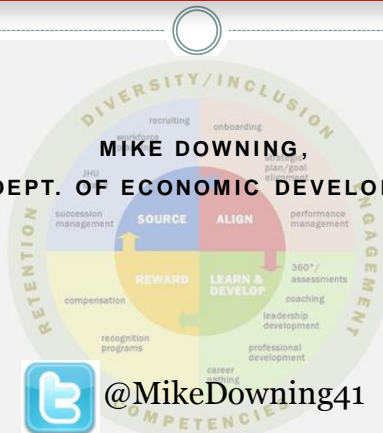 DIVERSITY/INCLUSION
recruiting
onboarding
workforce
MIKE DOWNING,
strategic
plan/goal
alignment
DEPT. OF ECONOMIC DEVELO
JHU
succession
management
SOURCE
ALIGN
performance
management
RETENTION
ENGAGEMENT
REWARD
LEARN &
DEVELOP
360°/
assessments
compensation
coaching
leadership
development
recognition
programs
professional
development
career
pathing
@MikeDowning41
COMPETENCIES